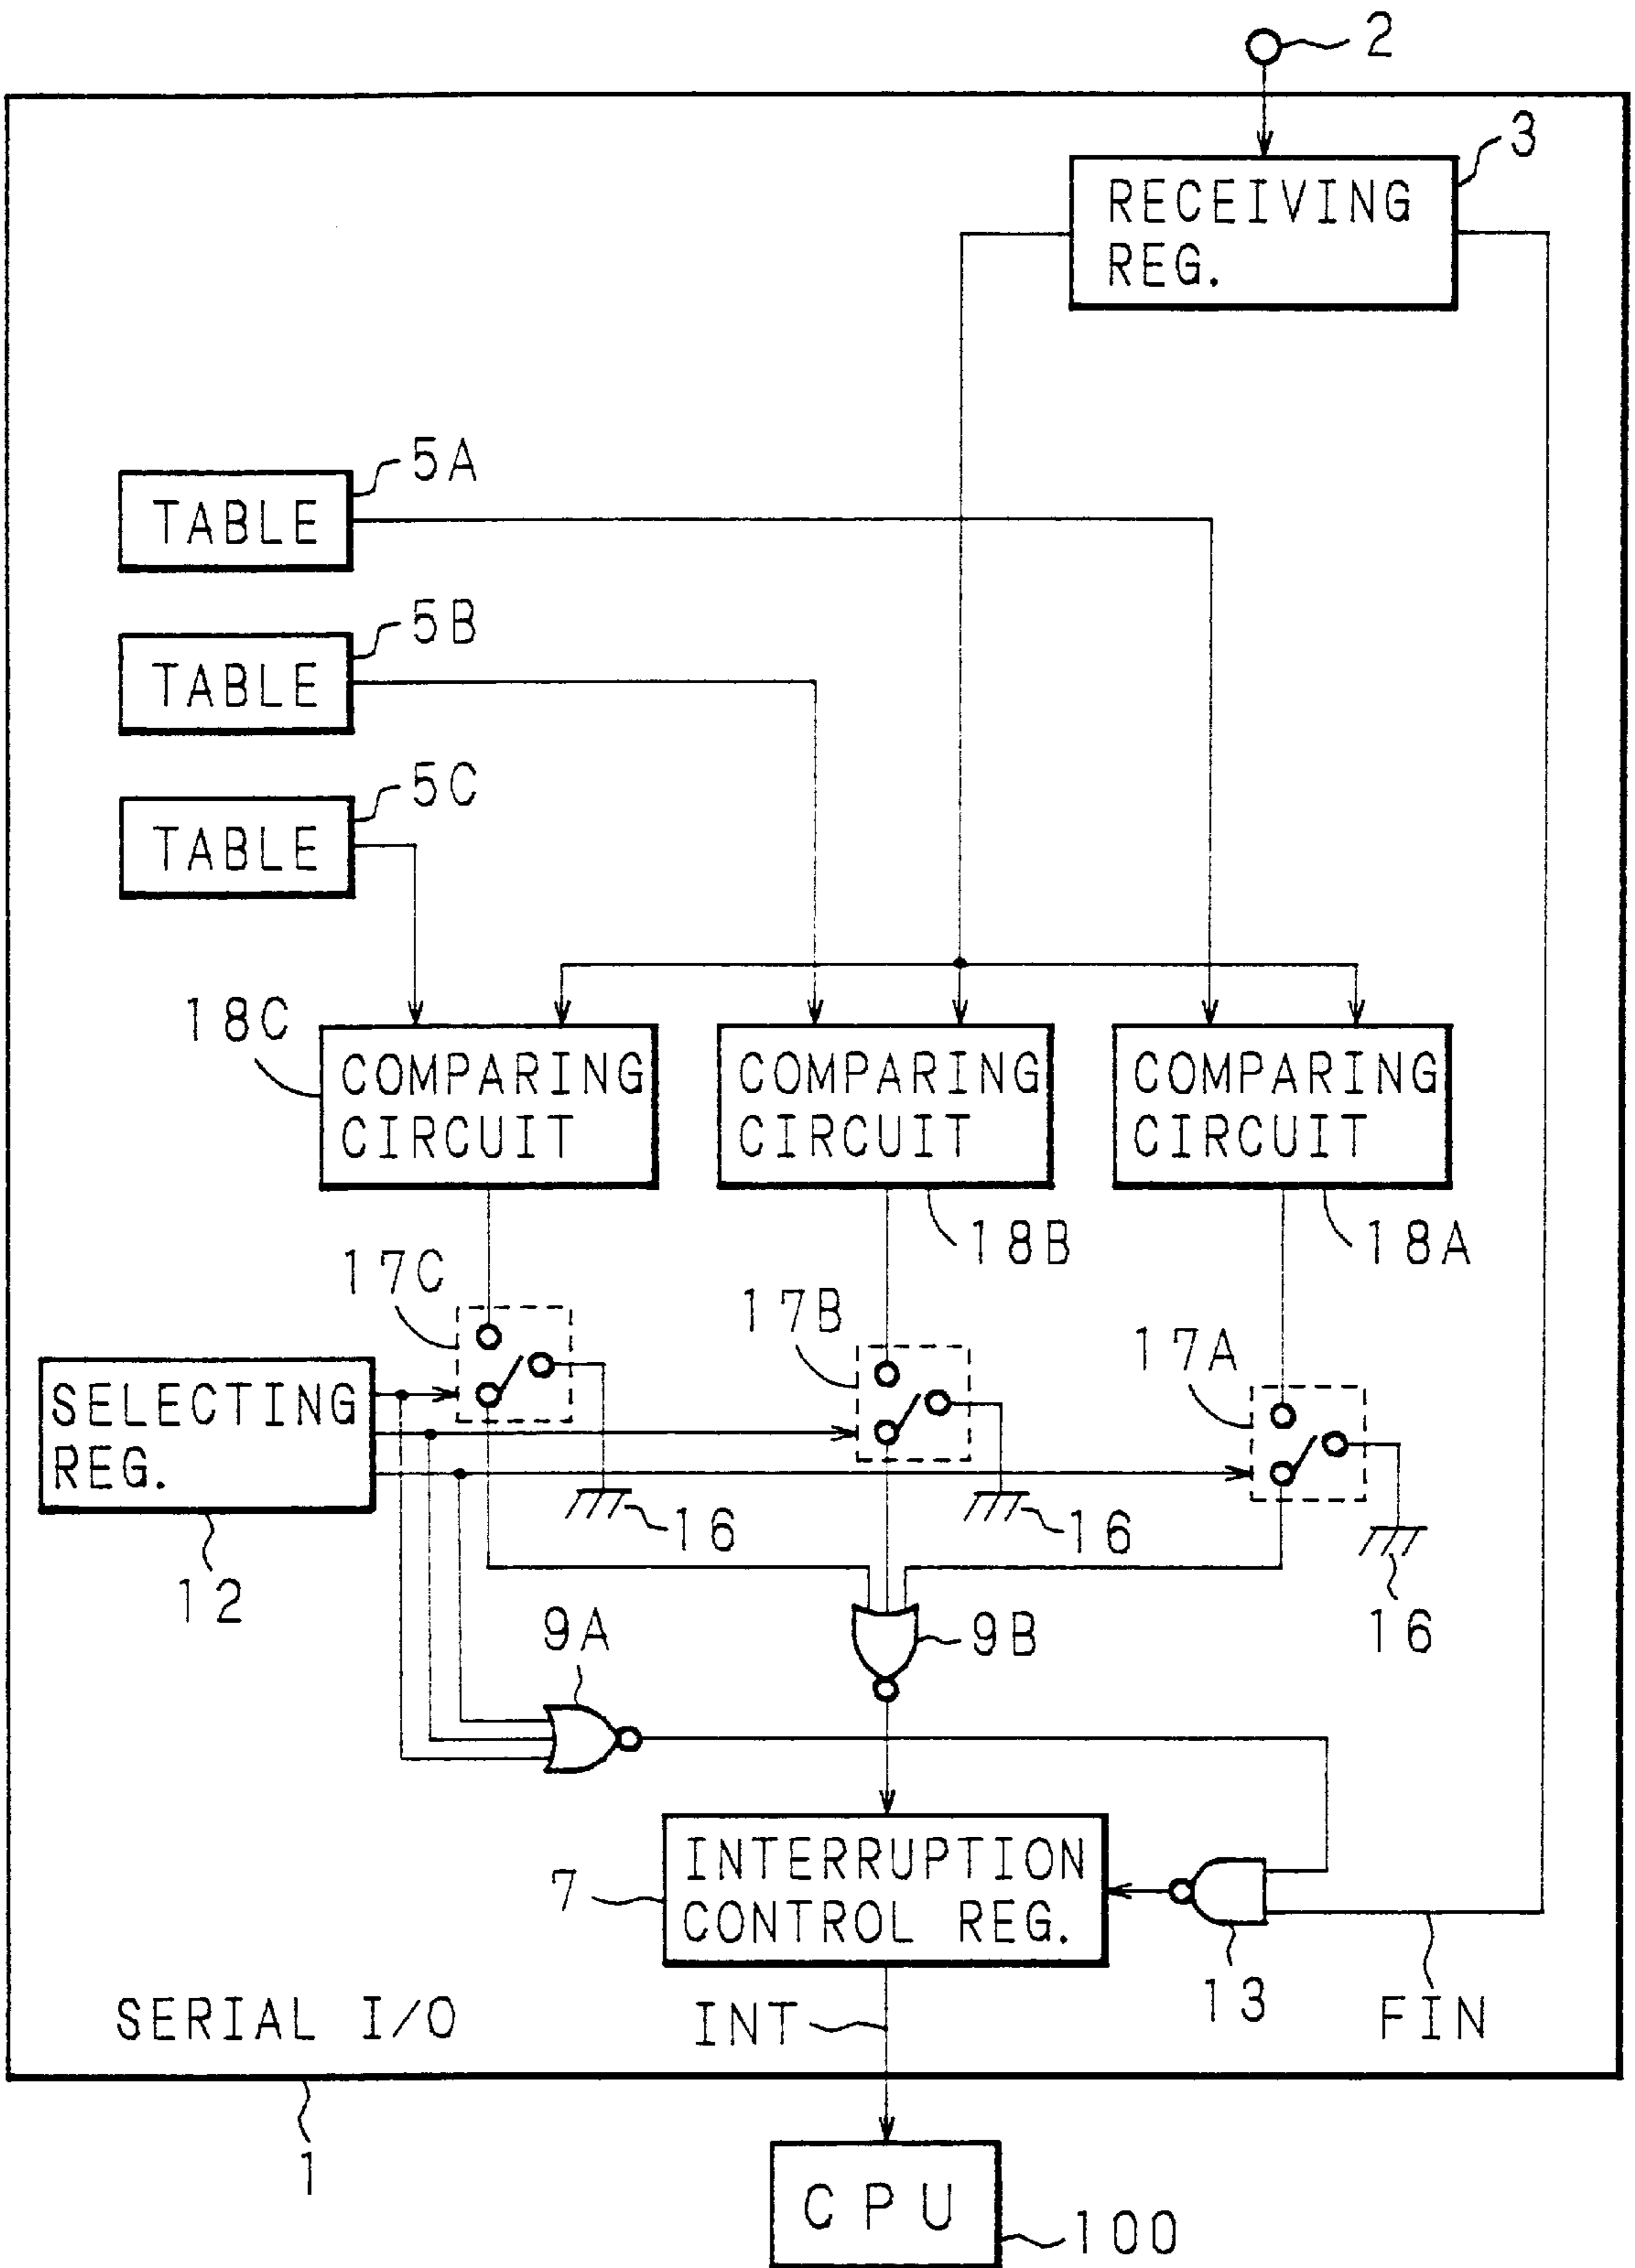 2
3
RECEIVING
REG.
5A
TABLE
5B
TABLE
5C
TABLE
18C
COMPARING
CIRCUIT
COMPARING
CIRCUIT
COMPARING
CIRCUIT
18B
18A
17C
17B
17A
SELECTING
REG.
16
16
16
12
9A
9B
INTERRUPTION
CONTROL REG.
7
13
FIN
SERIAL I/O
INT
1
CPU
100